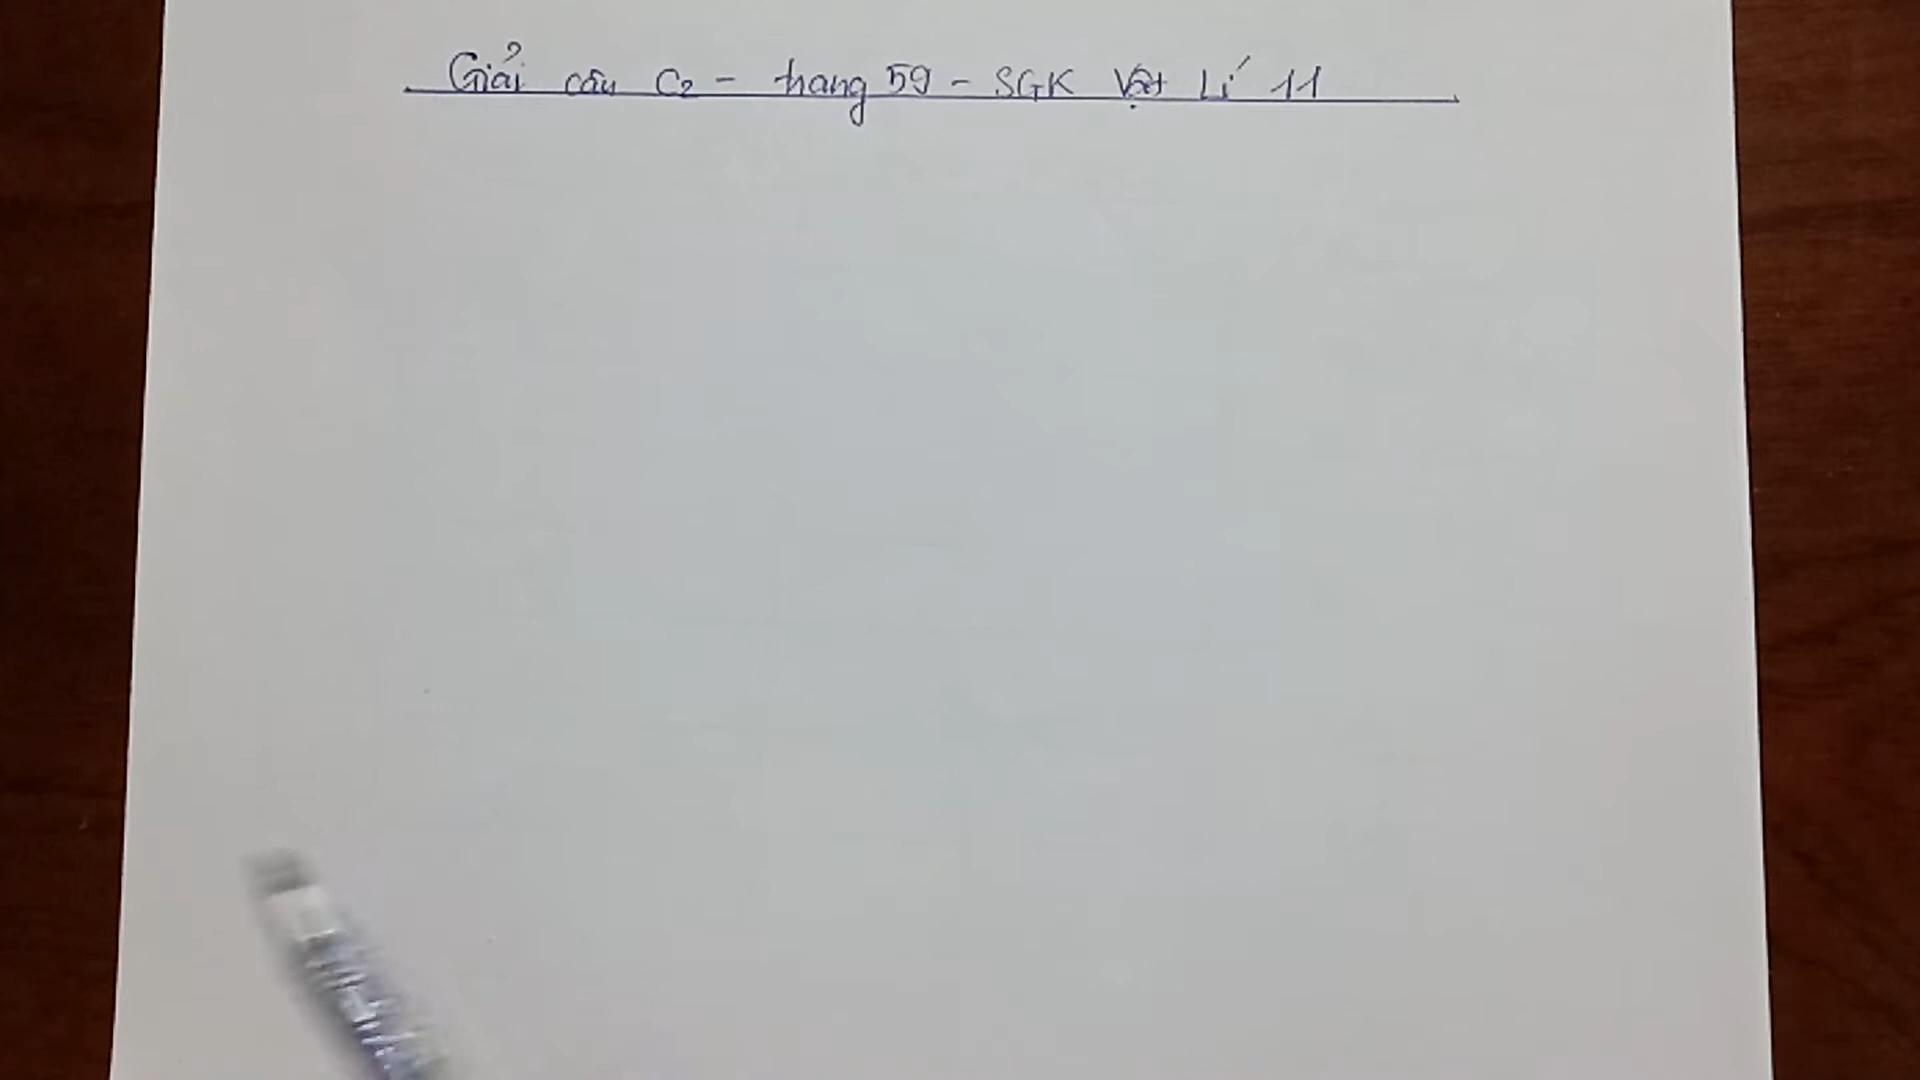 Giải câu C2 - trang 59 - SGK Vật Lí 11